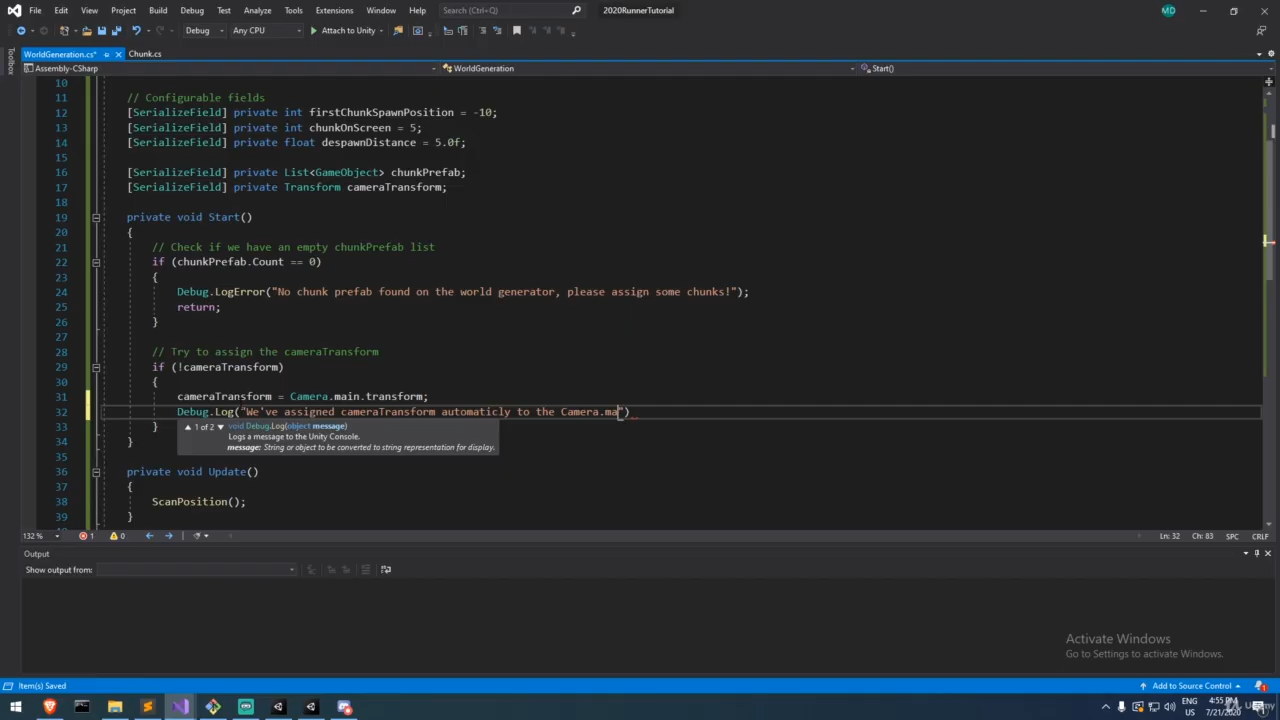 File Edit View Project Build Debug Test Analyze Tools Extensions Window Help Search (Ctrl+Q) 2020RunnerTutorial MD
Debug Any CPU Attach to Unity
WorldGeneration.cs* Chunk.cs
Toolbox
Assembly-CSharp WorldGeneration Start()
10
11 // Configurable fields
12 [SerializeField] private int firstChunkSpawnPosition = -10;
13 [SerializeField] private int chunkOnScreen = 5;
14 [SerializeField] private float despawnDistance = 5.0f;
15
16 [SerializeField] private List<GameObject> chunkPrefab;
17 [SerializeField] private Transform cameraTransform;
18
19 private void Start()
20 {
21 // Check if we have an empty chunkPrefab list
22 if (chunkPrefab.Count == 0)
23 {
24 Debug.LogError("No chunk prefab found on the world generator, please assign some chunks!");
25 return;
26 }
27
28 // Try to assign the cameraTransform
29 if (!cameraTransform)
30 {
31 cameraTransform = Camera.main.transform;
32 Debug.Log("We've assigned cameraTransform automaticly to the Camera.ma")
33 }
▲ 1 of 2 ▼ void Debug.Log(object message)
Logs a message to the Unity Console.
message: String or object to be converted to string representation for display.
34 }
35
36 private void Update()
37 {
38 ScanPosition();
39 }
132 % 1 0 Ln: 32 Ch: 83 SPC CRLF
Output
Show output from:
Activate Windows
Go to Settings to activate Windows.
Item(s) Saved Add to Source Control 1
4:55 PM
US 7/21/2020
Udemy